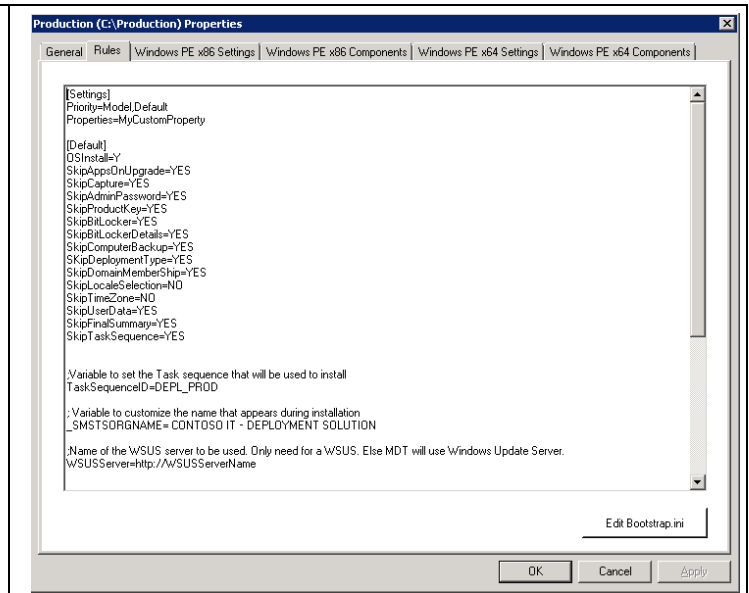 Production (C:\Production) Properties
General Rules Windows PE x86 Settings Windows PE x86 Components Windows PE x64 Settings Windows PE x64 Components
[Settings]
Priority=Model,Default
Properties=MyCustomProperty
[Default]
OSInstall=Y
SkipAppsOnUpgrade=YES
SkipCapture=YES
SkipAdminPassword=YES
SkipProductKey=YES
SkipBitLocker=YES
SkipBitLockerDetails=YES
SkipComputerBackup=YES
SKipDeploymentType=YES
SkipDomainMemberShip=YES
SkipLocaleSelection=NO
SkipTimeZone=NO
SkipUserData=YES
SkipFinalSummary=YES
SkipTaskSequence=YES
;Variable to set the Task sequence that will be used to install
TaskSequenceID=DEPL_PROD
; Variable to customize the name that appears during installation
_SMSTSORGNAME= CONTOSO IT - DEPLOYMENT SOLUTION
;Name of the WSUS server to be used. Only need for a WSUS. Else MDT will use Windows Update Server.
WSUSServer=http://WSUSServerName
Edit Bootstrap.ini
OK Cancel Apply